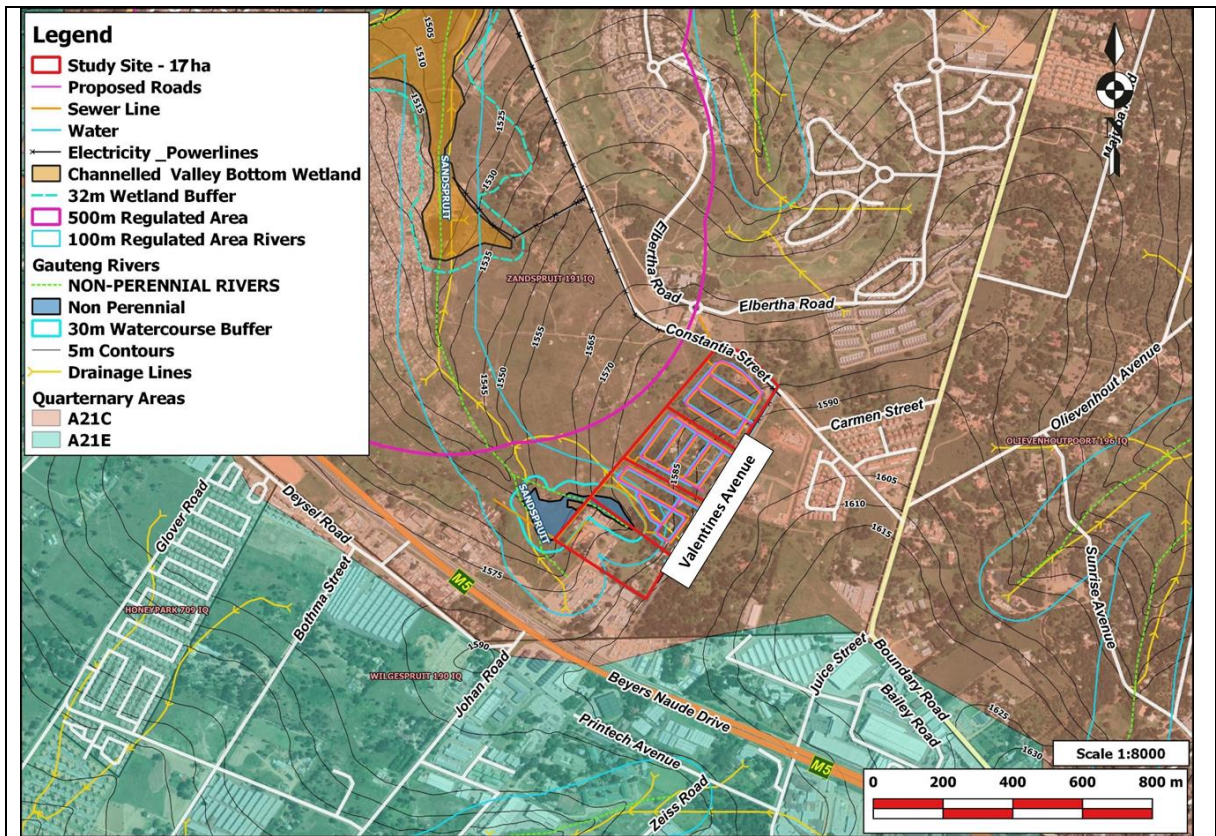 Legend
Study Site - 17ha
Proposed Roads
Sewer Line
Water
Electricity _Powerlines
Channelled Valley Bottom Wetland
32m Wetland Buffer
500m Regulated Area
100m Regulated Area Rivers
Gauteng Rivers
NON-PERENNIAL RIVERS
Non Perennial
30m Watercourse Buffer
5m Contours
Drainage Lines
Quarternary Areas
A21C
A21E
1505
1510
1515
1525
1530
1535
SANDSPRUIT
ZANDSPRUIT 191 IQ
Elbertha Road
Elbertha Road
Constantia Street
1555
1565
1570
1550
1545
1590
Carmen Street
Olievenhout Avenue
OLIEVENHOUTPOORT 196 IQ
1585
1605
1610
1615
Valentines Avenue
SANDSPRUIT
Sunrise Avenue
Glover Road
Deysel Road
1575
M5
Bothma Street
HONEYPARK 709 IQ
1590
WILGESPRUIT 190 IQ
Johan Road
Beyers Naude Drive
Juice Street
Boundary Road
Bailey Road
Printech Avenue
Zeiss Road
M5
1625
1630
Scale 1:8000
0 200 400 600 800 m